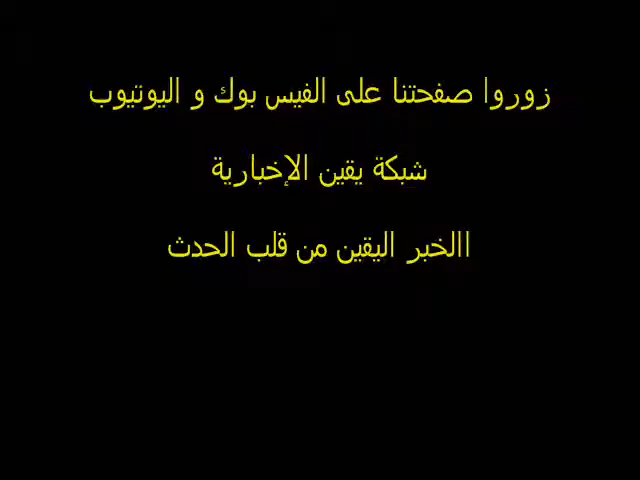 زوروا صفحتنا على الفيس بوك و اليوتيوب
شبكة يقين الإخبارية
االخبر اليقين من قلب الحدث